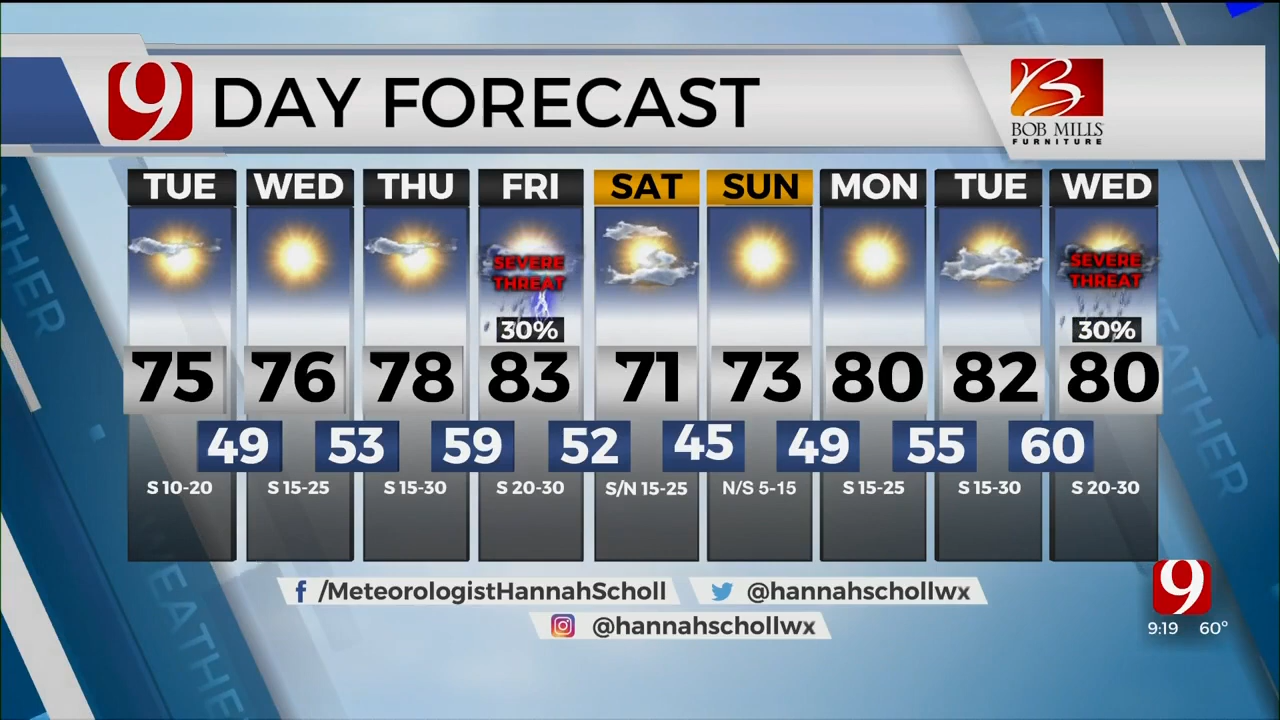 9 DAY FORECAST
B
BOB MILLS
FURNITURE
TUE WED THU FRI SAT SUN MON TUE WED
SEVERE THREAT SEVERE THREAT
30% 30%
75 76 78 83 71 73 80 82 80
49 53 59 52 45 49 55 60
S 10-20 S 15-25 S 15-30 S 20-30 S/N 15-25 N/S 5-15 S 15-25 S 15-30 S 20-30
f /MeteorologistHannahScholl @hannahschollwx
@hannahschollwx
9
9:19 60°
WEATHER